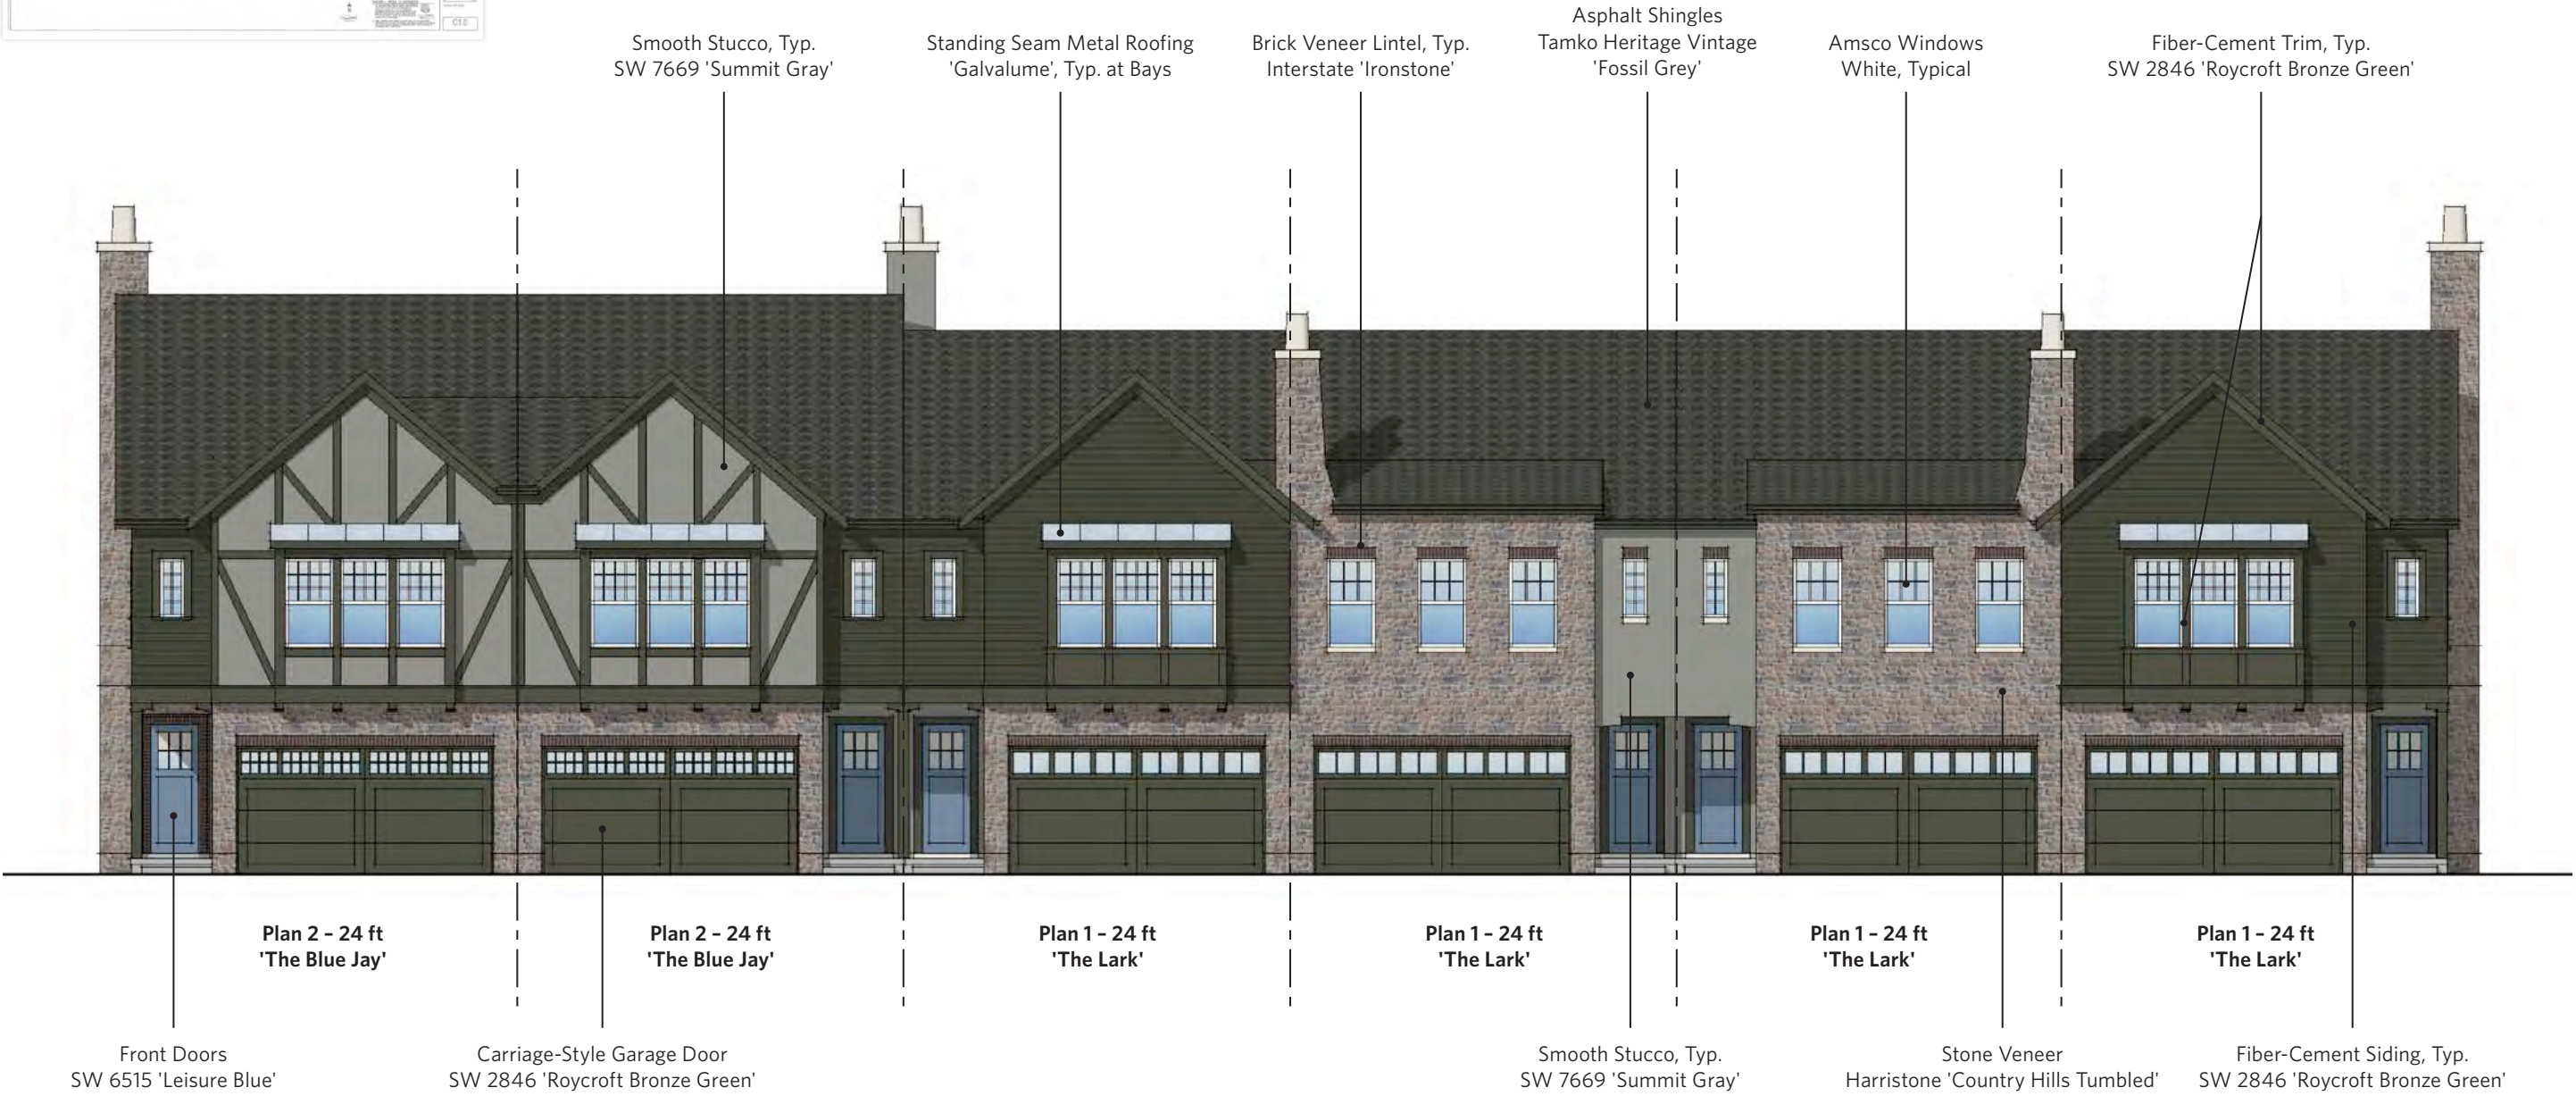 C1.0
Smooth Stucco, Typ.
SW 7669 'Summit Gray'
Standing Seam Metal Roofing
'Galvalume', Typ. at Bays
Brick Veneer Lintel, Typ.
Interstate 'Ironstone'
Asphalt Shingles
Tamko Heritage Vintage
'Fossil Grey'
Amsco Windows
White, Typical
Fiber-Cement Trim, Typ.
SW 2846 'Roycroft Bronze Green'
Plan 2 – 24 ft
'The Blue Jay'
Plan 2 – 24 ft
'The Blue Jay'
Plan 1 – 24 ft
'The Lark'
Plan 1 – 24 ft
'The Lark'
Plan 1 – 24 ft
'The Lark'
Plan 1 – 24 ft
'The Lark'
Front Doors
SW 6515 'Leisure Blue'
Carriage-Style Garage Door
SW 2846 'Roycroft Bronze Green'
Smooth Stucco, Typ.
SW 7669 'Summit Gray'
Stone Veneer
Harristone 'Country Hills Tumbled'
Fiber-Cement Siding, Typ.
SW 2846 'Roycroft Bronze Green'